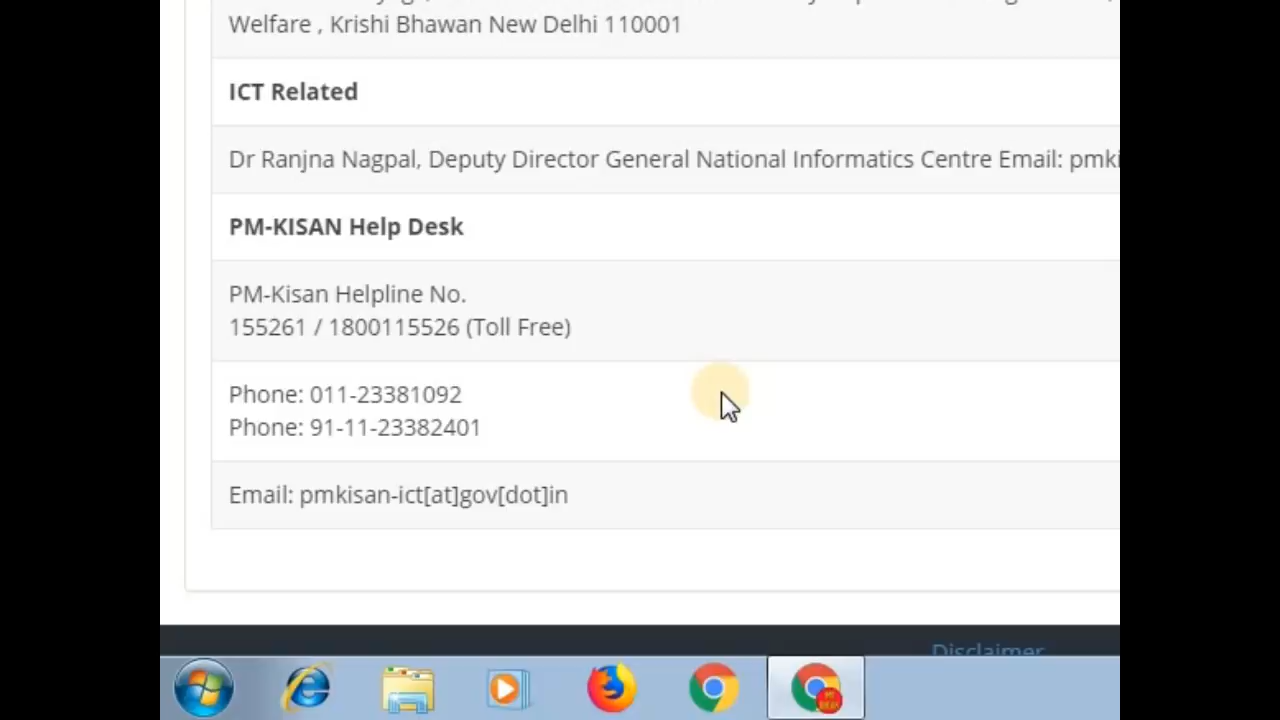 Welfare , Krishi Bhawan New Delhi 110001
ICT Related
Dr Ranjna Nagpal, Deputy Director General National Informatics Centre Email: pmki
PM-KISAN Help Desk
PM-Kisan Helpline No.
155261 / 1800115526 (Toll Free)
Phone: 011-23381092
Phone: 91-11-23382401
Email: pmkisan-ict[at]gov[dot]in
Disclaimer